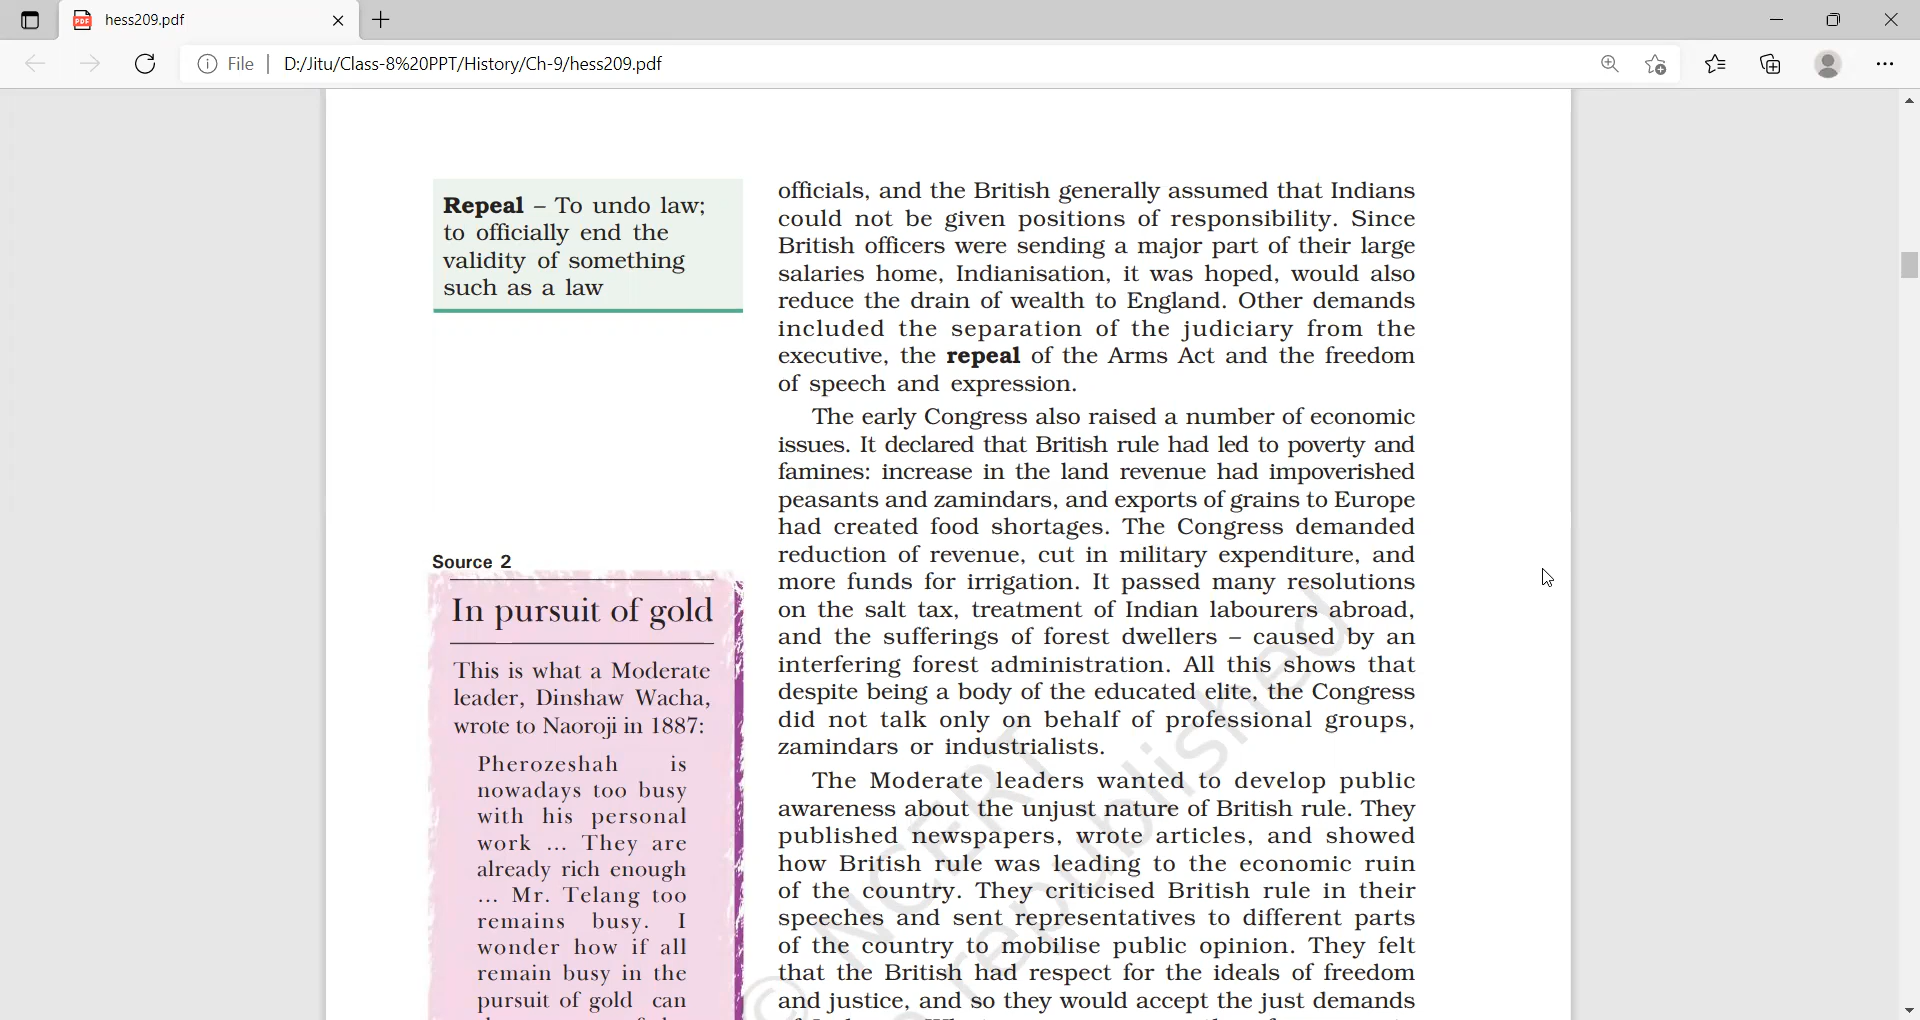 hess209.pdf
File | D:/Jitu/Class-8%20PPT/History/Ch-9/hess209.pdf
Repeal – To undo law;
to officially end the
validity of something
such as a law
Source 2
In pursuit of gold
This is what a Moderate
leader, Dinshaw Wacha,
wrote to Naoroji in 1887:
Pherozeshah is
nowadays too busy
with his personal
work ... They are
already rich enough
... Mr. Telang too
remains busy. I
wonder how if all
remain busy in the
pursuit of gold can
officials, and the British generally assumed that Indians
could not be given positions of responsibility. Since
British officers were sending a major part of their large
salaries home, Indianisation, it was hoped, would also
reduce the drain of wealth to England. Other demands
included the separation of the judiciary from the
executive, the repeal of the Arms Act and the freedom
of speech and expression.
The early Congress also raised a number of economic
issues. It declared that British rule had led to poverty and
famines: increase in the land revenue had impoverished
peasants and zamindars, and exports of grains to Europe
had created food shortages. The Congress demanded
reduction of revenue, cut in military expenditure, and
more funds for irrigation. It passed many resolutions
on the salt tax, treatment of Indian labourers abroad,
and the sufferings of forest dwellers – caused by an
interfering forest administration. All this shows that
despite being a body of the educated elite, the Congress
did not talk only on behalf of professional groups,
zamindars or industrialists.
The Moderate leaders wanted to develop public
awareness about the unjust nature of British rule. They
published newspapers, wrote articles, and showed
how British rule was leading to the economic ruin
of the country. They criticised British rule in their
speeches and sent representatives to different parts
of the country to mobilise public opinion. They felt
that the British had respect for the ideals of freedom
and justice, and so they would accept the just demands
© NCERT
republished